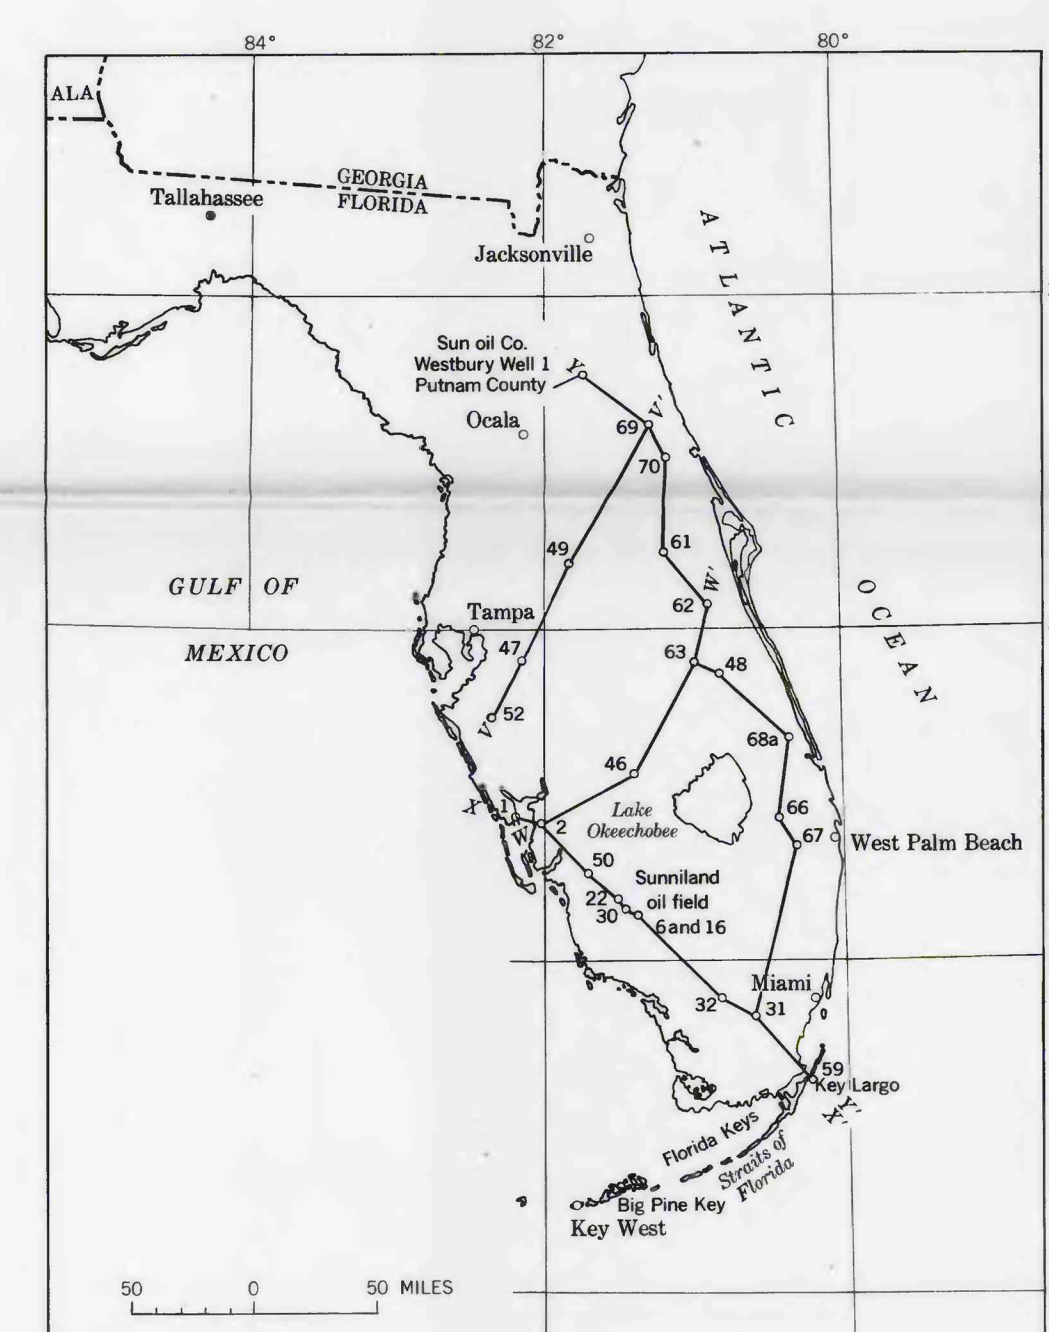 84°
82°
80°
ALA
GEORGIA
FLORIDA
Tallahassee
Jacksonville
ATLANTIC
Sun oil Co.
Westbury Well 1
Putnam County
Y
V'
Ocala
69
70
49
61
GULF OF
MEXICO
62
W'
OCEAN
Tampa
47
63
48
V
52
68a
46
X
1
W
2
Lake
Okeechobee
66
67
West Palm Beach
50
Sunniland
oil field
22
30
6 and 16
Miami
32
31
59
Key Largo
Y'
X'
Florida Keys
Straits of
Florida
Big Pine Key
Key West
50 0 50 MILES